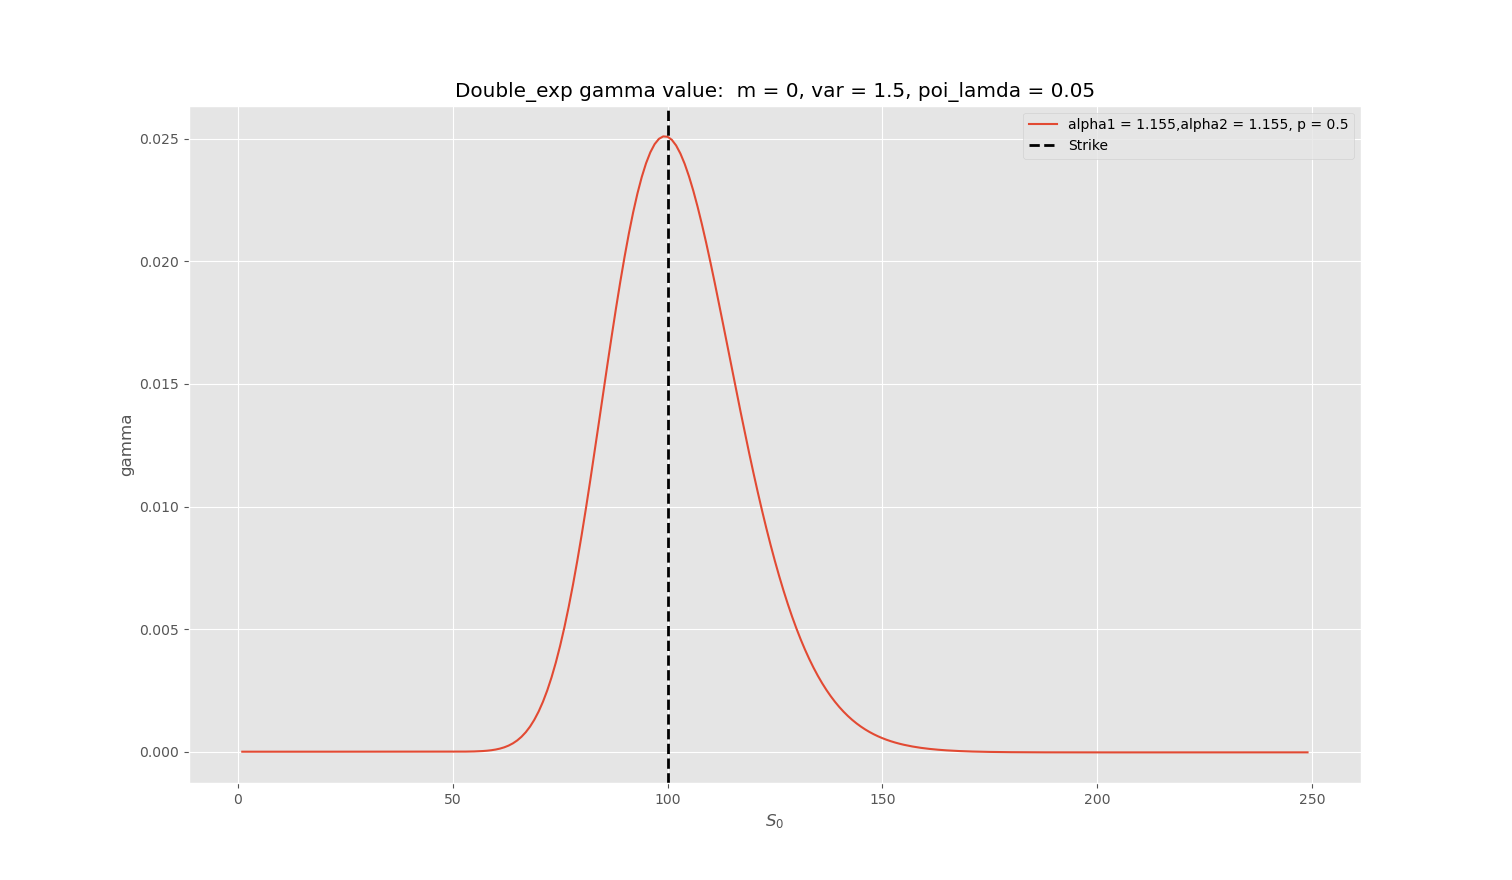 Double_exp gamma value:  m = 0, var = 1.5, poi_lamda = 0.05
alpha1 = 1.155,alpha2 = 1.155, p = 0.5
Strike
0.025
0.020
0.015
0.010
0.005
0.000
gamma
0 50 100 150 200 250
S0